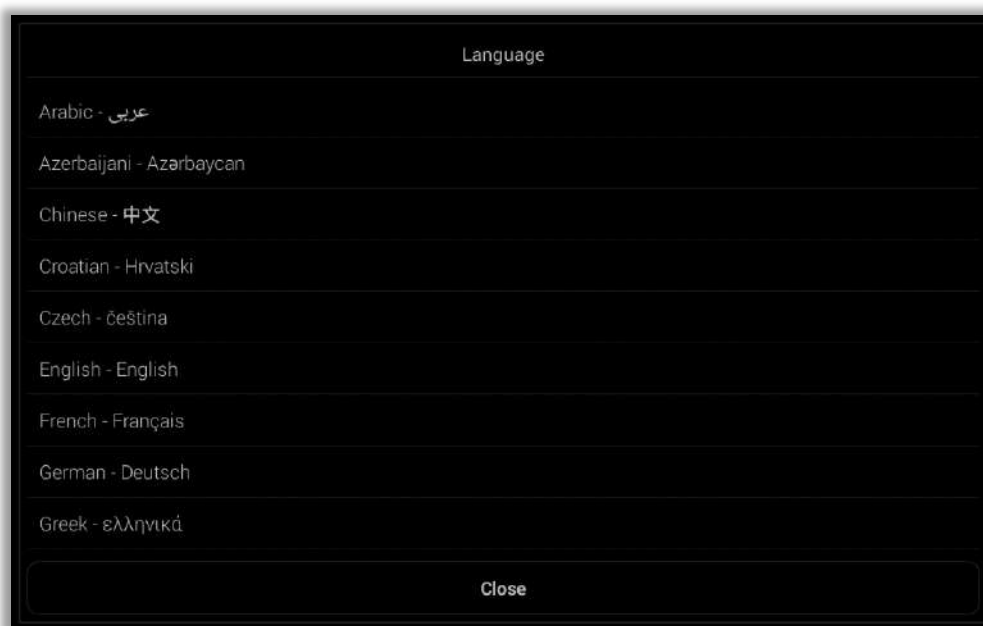 Language
Arabic - عربى
Azerbaijani - Azərbaycan
Chinese - 中文
Croatian - Hrvatski
Czech - čeština
English - English
French - Français
German - Deutsch
Greek - ελληνικά
Close